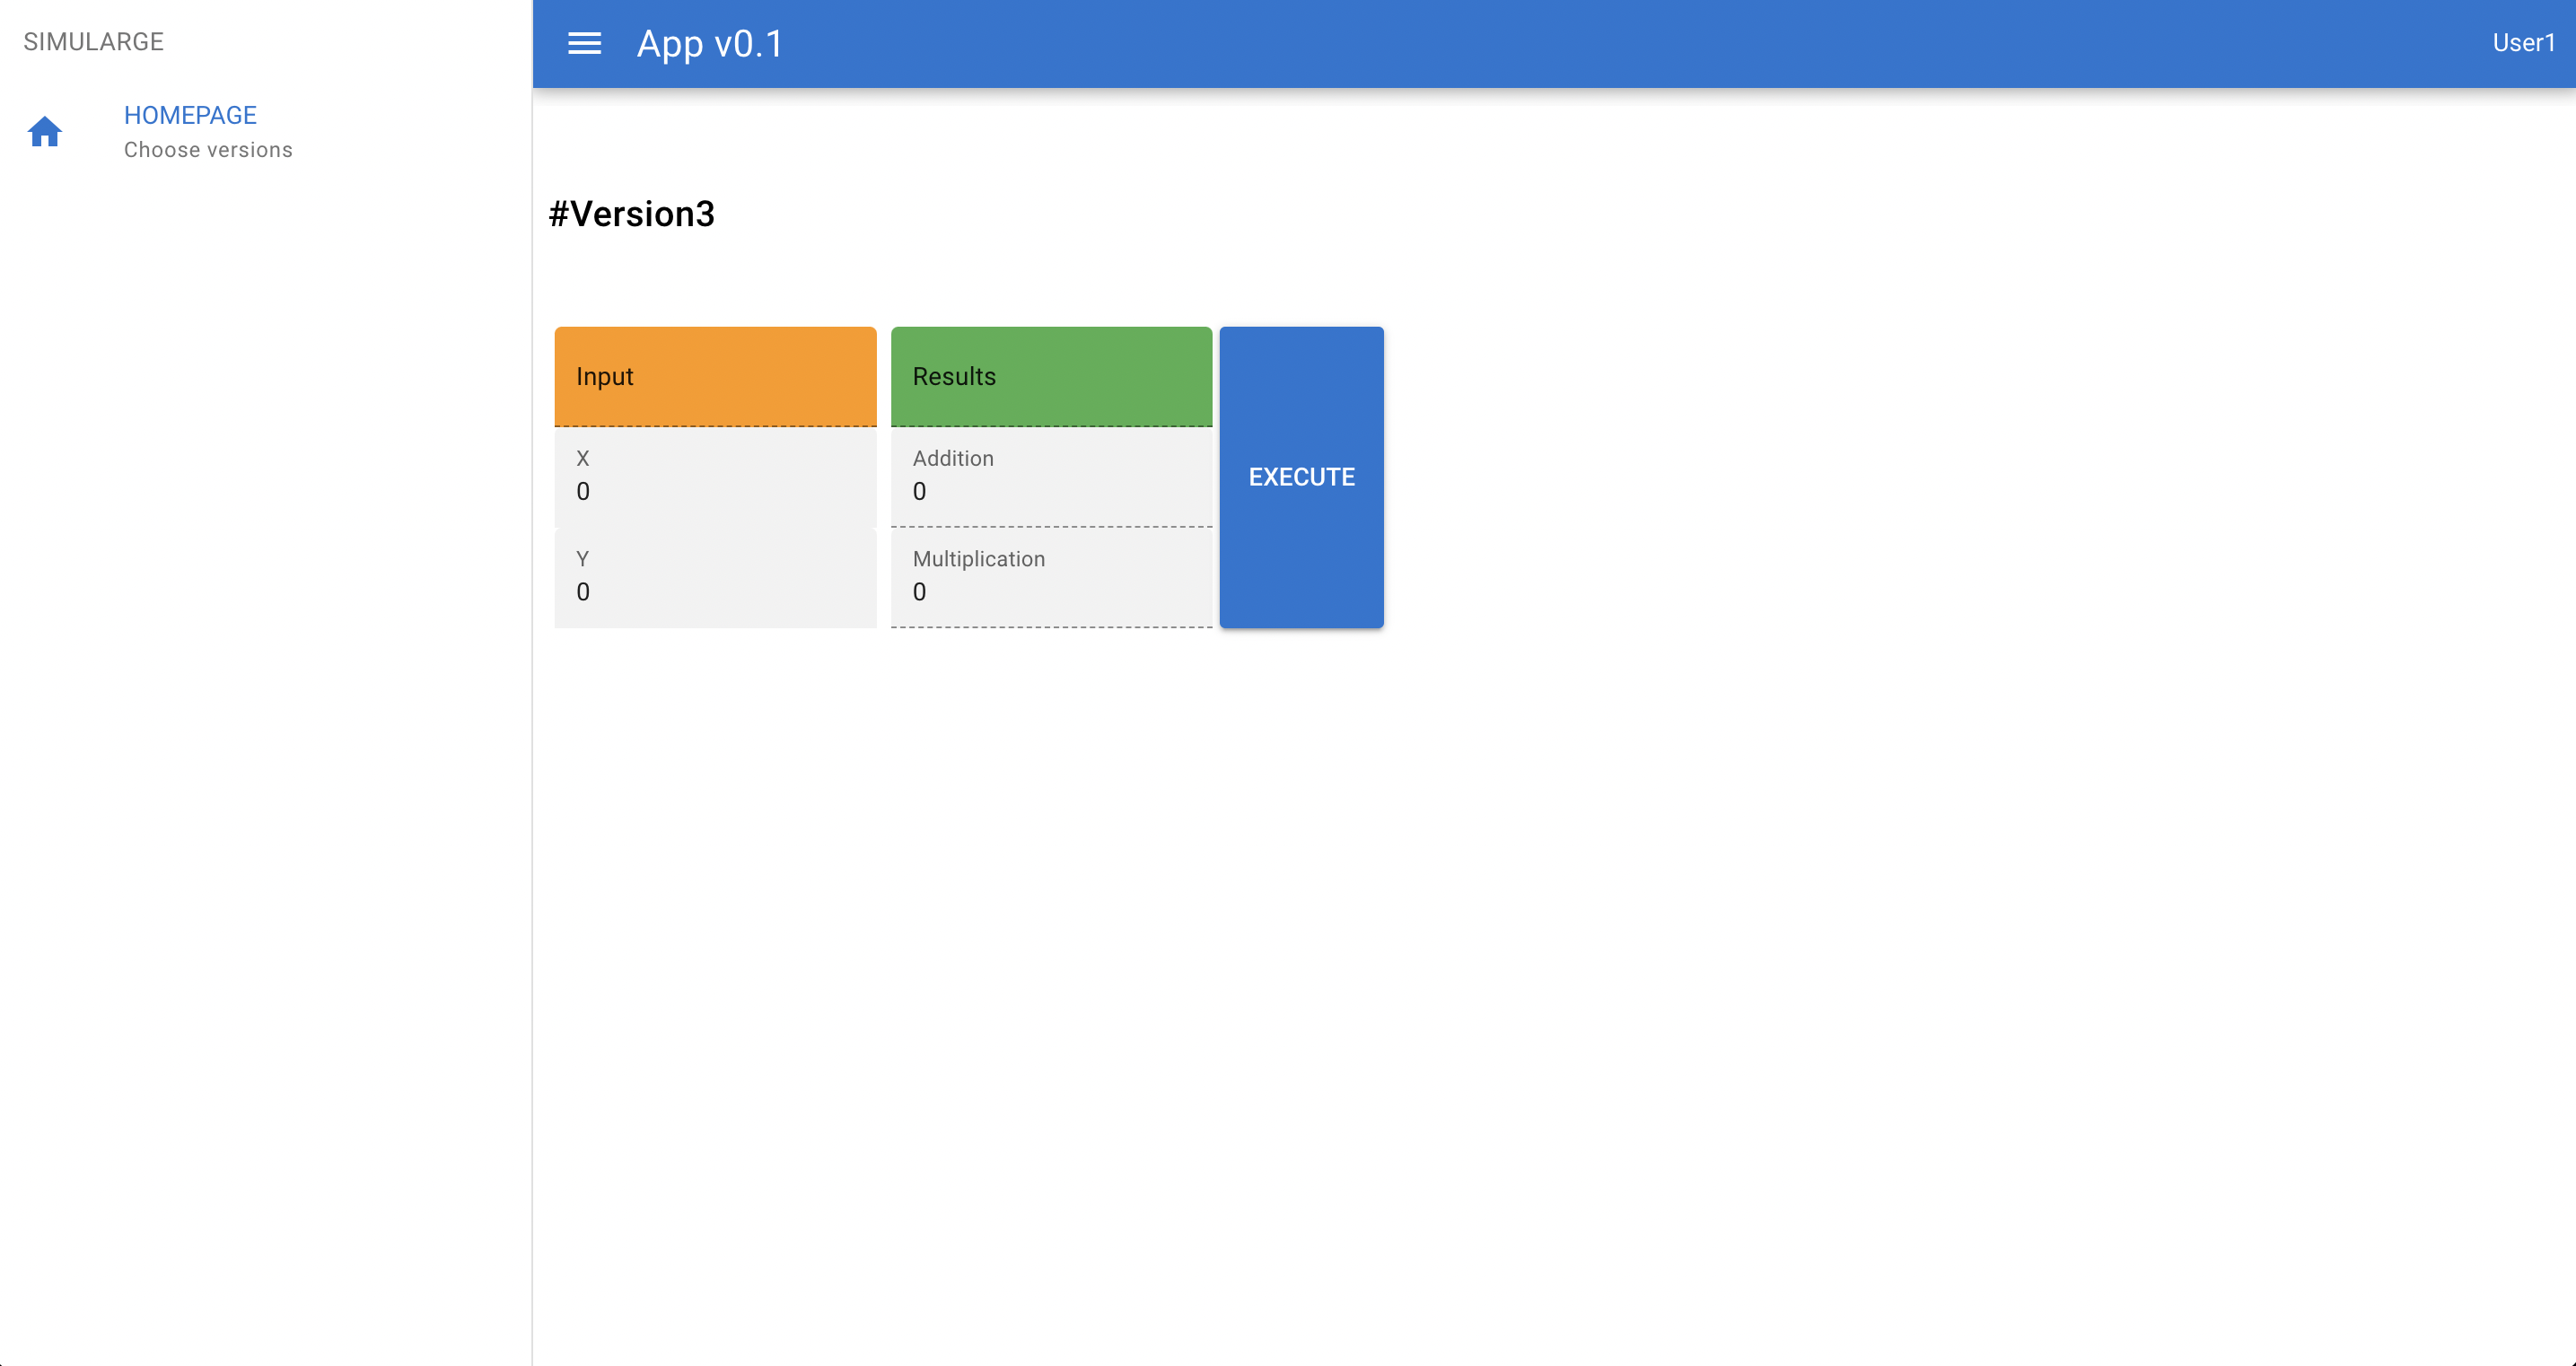 SIMULARGE
HOMEPAGE
Choose versions
App v0.1
User1
#Version3
Input
X
0
Y
0
Results
Addition
0
Multiplication
0
EXECUTE